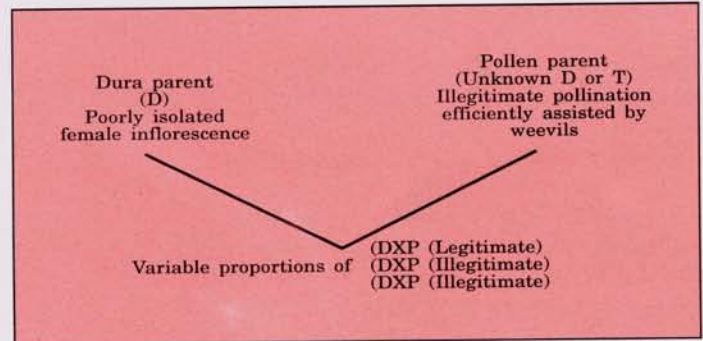 Dura parent
(D)
Poorly isolated
female inflorescence
Pollen parent
(Unknown D or T)
Illegitimate pollination
efficiently assisted by
weevils
Variable proportions of (DXP (Legitimate)
(DXP (Illegitimate)
(DXP (Illegitimate)